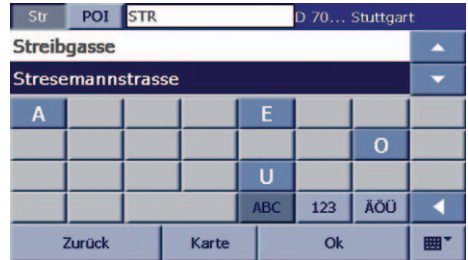 Str POI STR D 70... Stuttgart
Streibgasse
Stresemannstrasse
A E
O
U
ABC 123 ÄÖÜ
Zurück Karte Ok